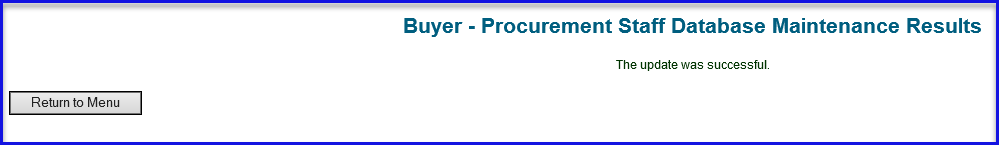 Buyer - Procurement Staff Database Maintenance Results
The update was successful.
Return to Menu